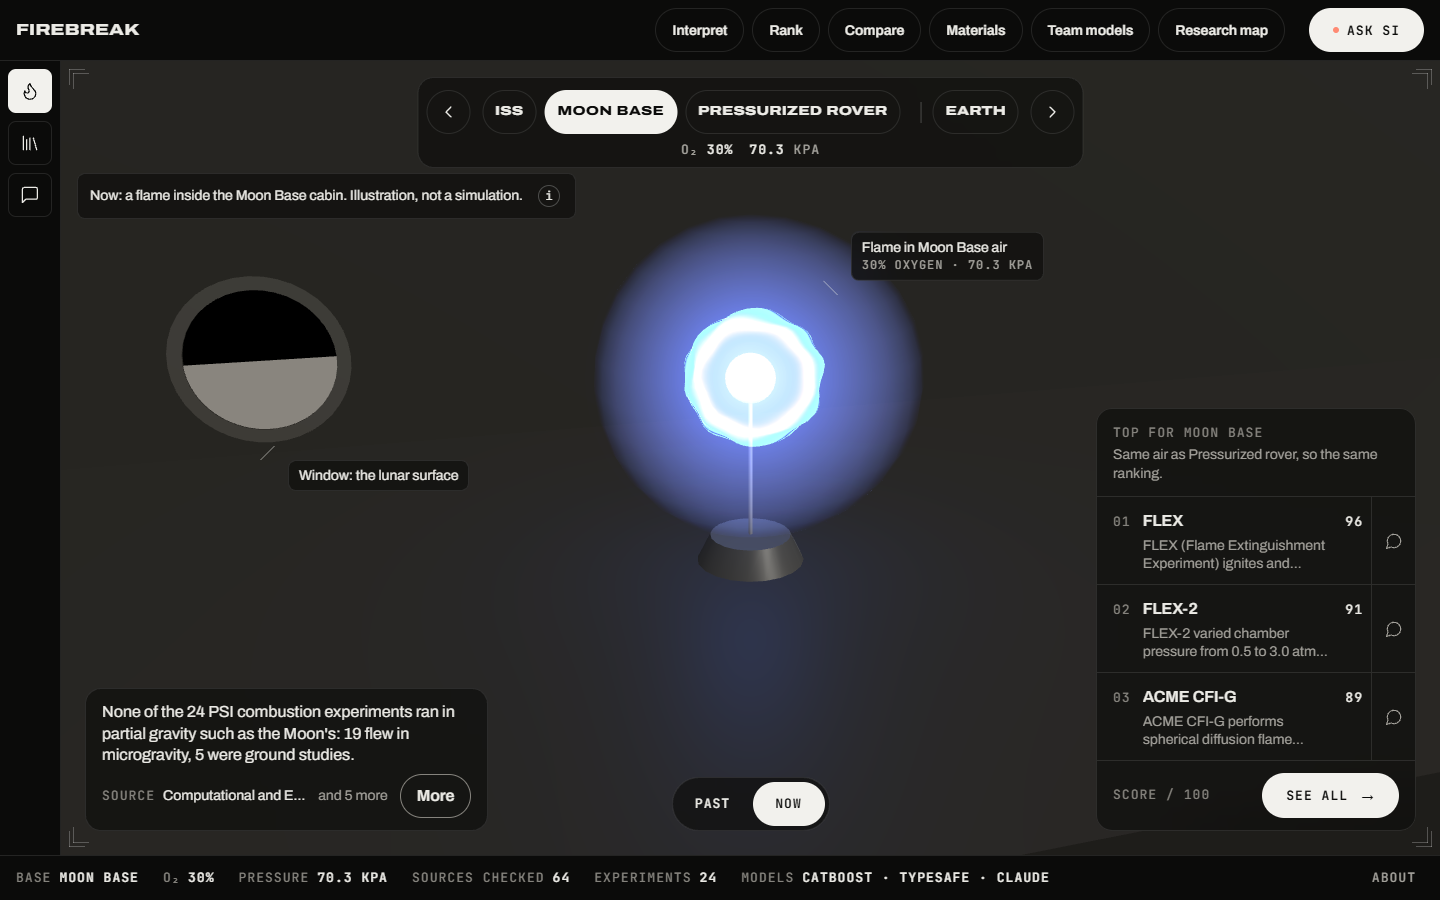 FIREBREAK
Interpret
Rank
Compare
Materials
Team models
Research map
ASK SI
ISS
MOON BASE
PRESSURIZED ROVER
EARTH
O₂ 30% 70.3 KPA
Now: a flame inside the Moon Base cabin. Illustration, not a simulation.
i
Flame in Moon Base air
30% OXYGEN · 70.3 KPA
Window: the lunar surface
TOP FOR MOON BASE
Same air as Pressurized rover, so the same
ranking.
01 FLEX 96
FLEX (Flame Extinguishment
Experiment) ignites and...
02 FLEX-2 91
FLEX-2 varied chamber
pressure from 0.5 to 3.0 atm...
03 ACME CFI-G 89
ACME CFI-G performs
spherical diffusion flame...
SCORE / 100
SEE ALL →
None of the 24 PSI combustion experiments ran in
partial gravity such as the Moon's: 19 flew in
microgravity, 5 were ground studies.
SOURCE Computational and E... and 5 more
More
PAST
NOW
BASE MOON BASE O₂ 30% PRESSURE 70.3 KPA SOURCES CHECKED 64 EXPERIMENTS 24 MODELS CATBOOST · TYPESAFE · CLAUDE ABOUT